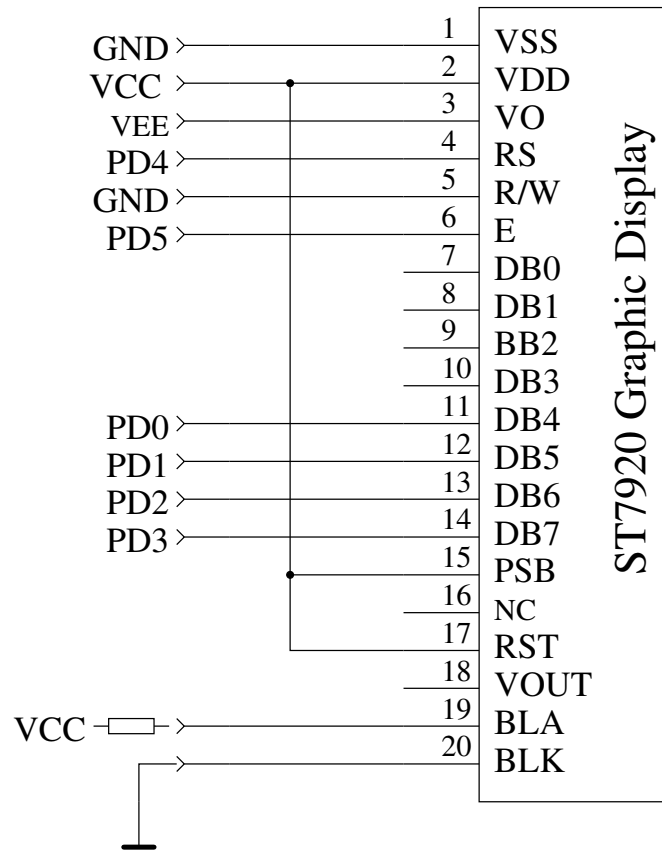 GND 1 VSS
VCC 2 VDD
VEE 3 VO
PD4 4 RS
GND 5 R/W
PD5 6 E
7 DB0
8 DB1
9 BB2
10 DB3
PD0 11 DB4
PD1 12 DB5
PD2 13 DB6
PD3 14 DB7
15 PSB
16 NC
17 RST
18 VOUT
VCC 19 BLA
20 BLK
ST7920 Graphic Display